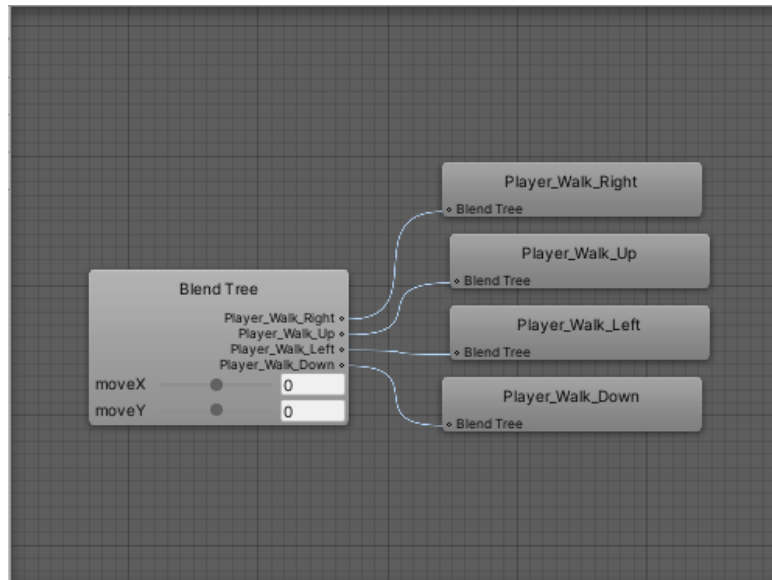 Blend Tree
Player_Walk_Right
Player_Walk_Up
Player_Walk_Left
Player_Walk_Down
moveX 0
moveY 0
Player_Walk_Right
Blend Tree
Player_Walk_Up
Blend Tree
Player_Walk_Left
Blend Tree
Player_Walk_Down
Blend Tree